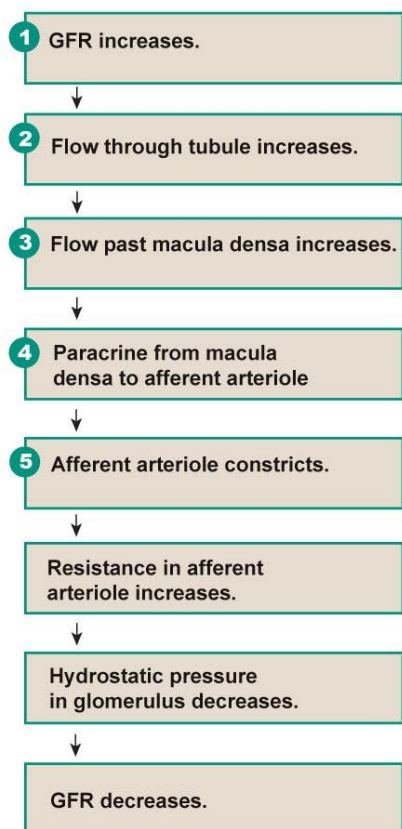 1 GFR increases.
2 Flow through tubule increases.
3 Flow past macula densa increases.
4 Paracrine from macula
densa to afferent arteriole
5 Afferent arteriole constricts.
Resistance in afferent
arteriole increases.
Hydrostatic pressure
in glomerulus decreases.
GFR decreases.